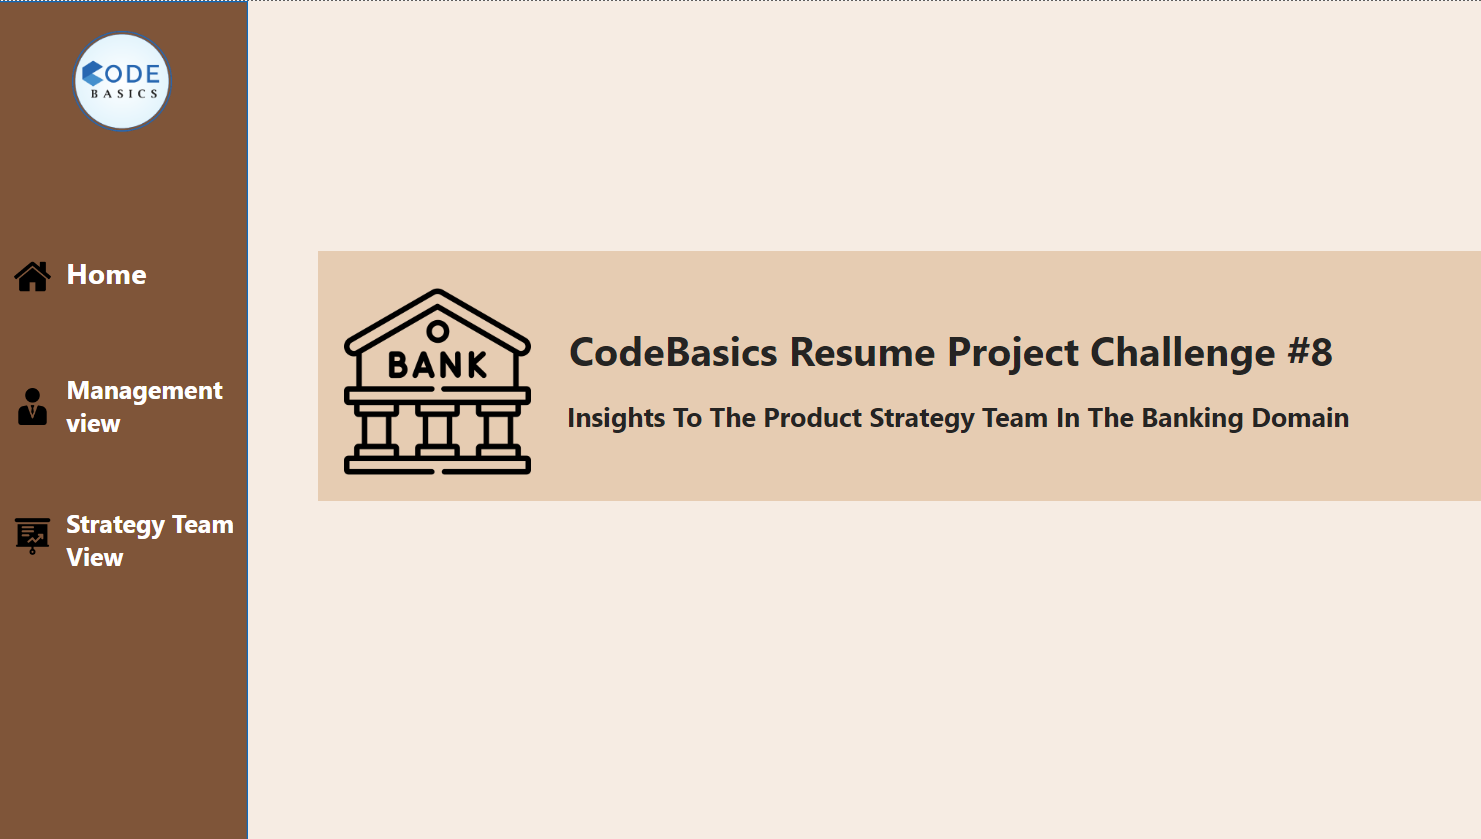 CODE
BASICS
Home
Management
view
Strategy Team
View
BANK
CodeBasics Resume Project Challenge #8
Insights To The Product Strategy Team In The Banking Domain